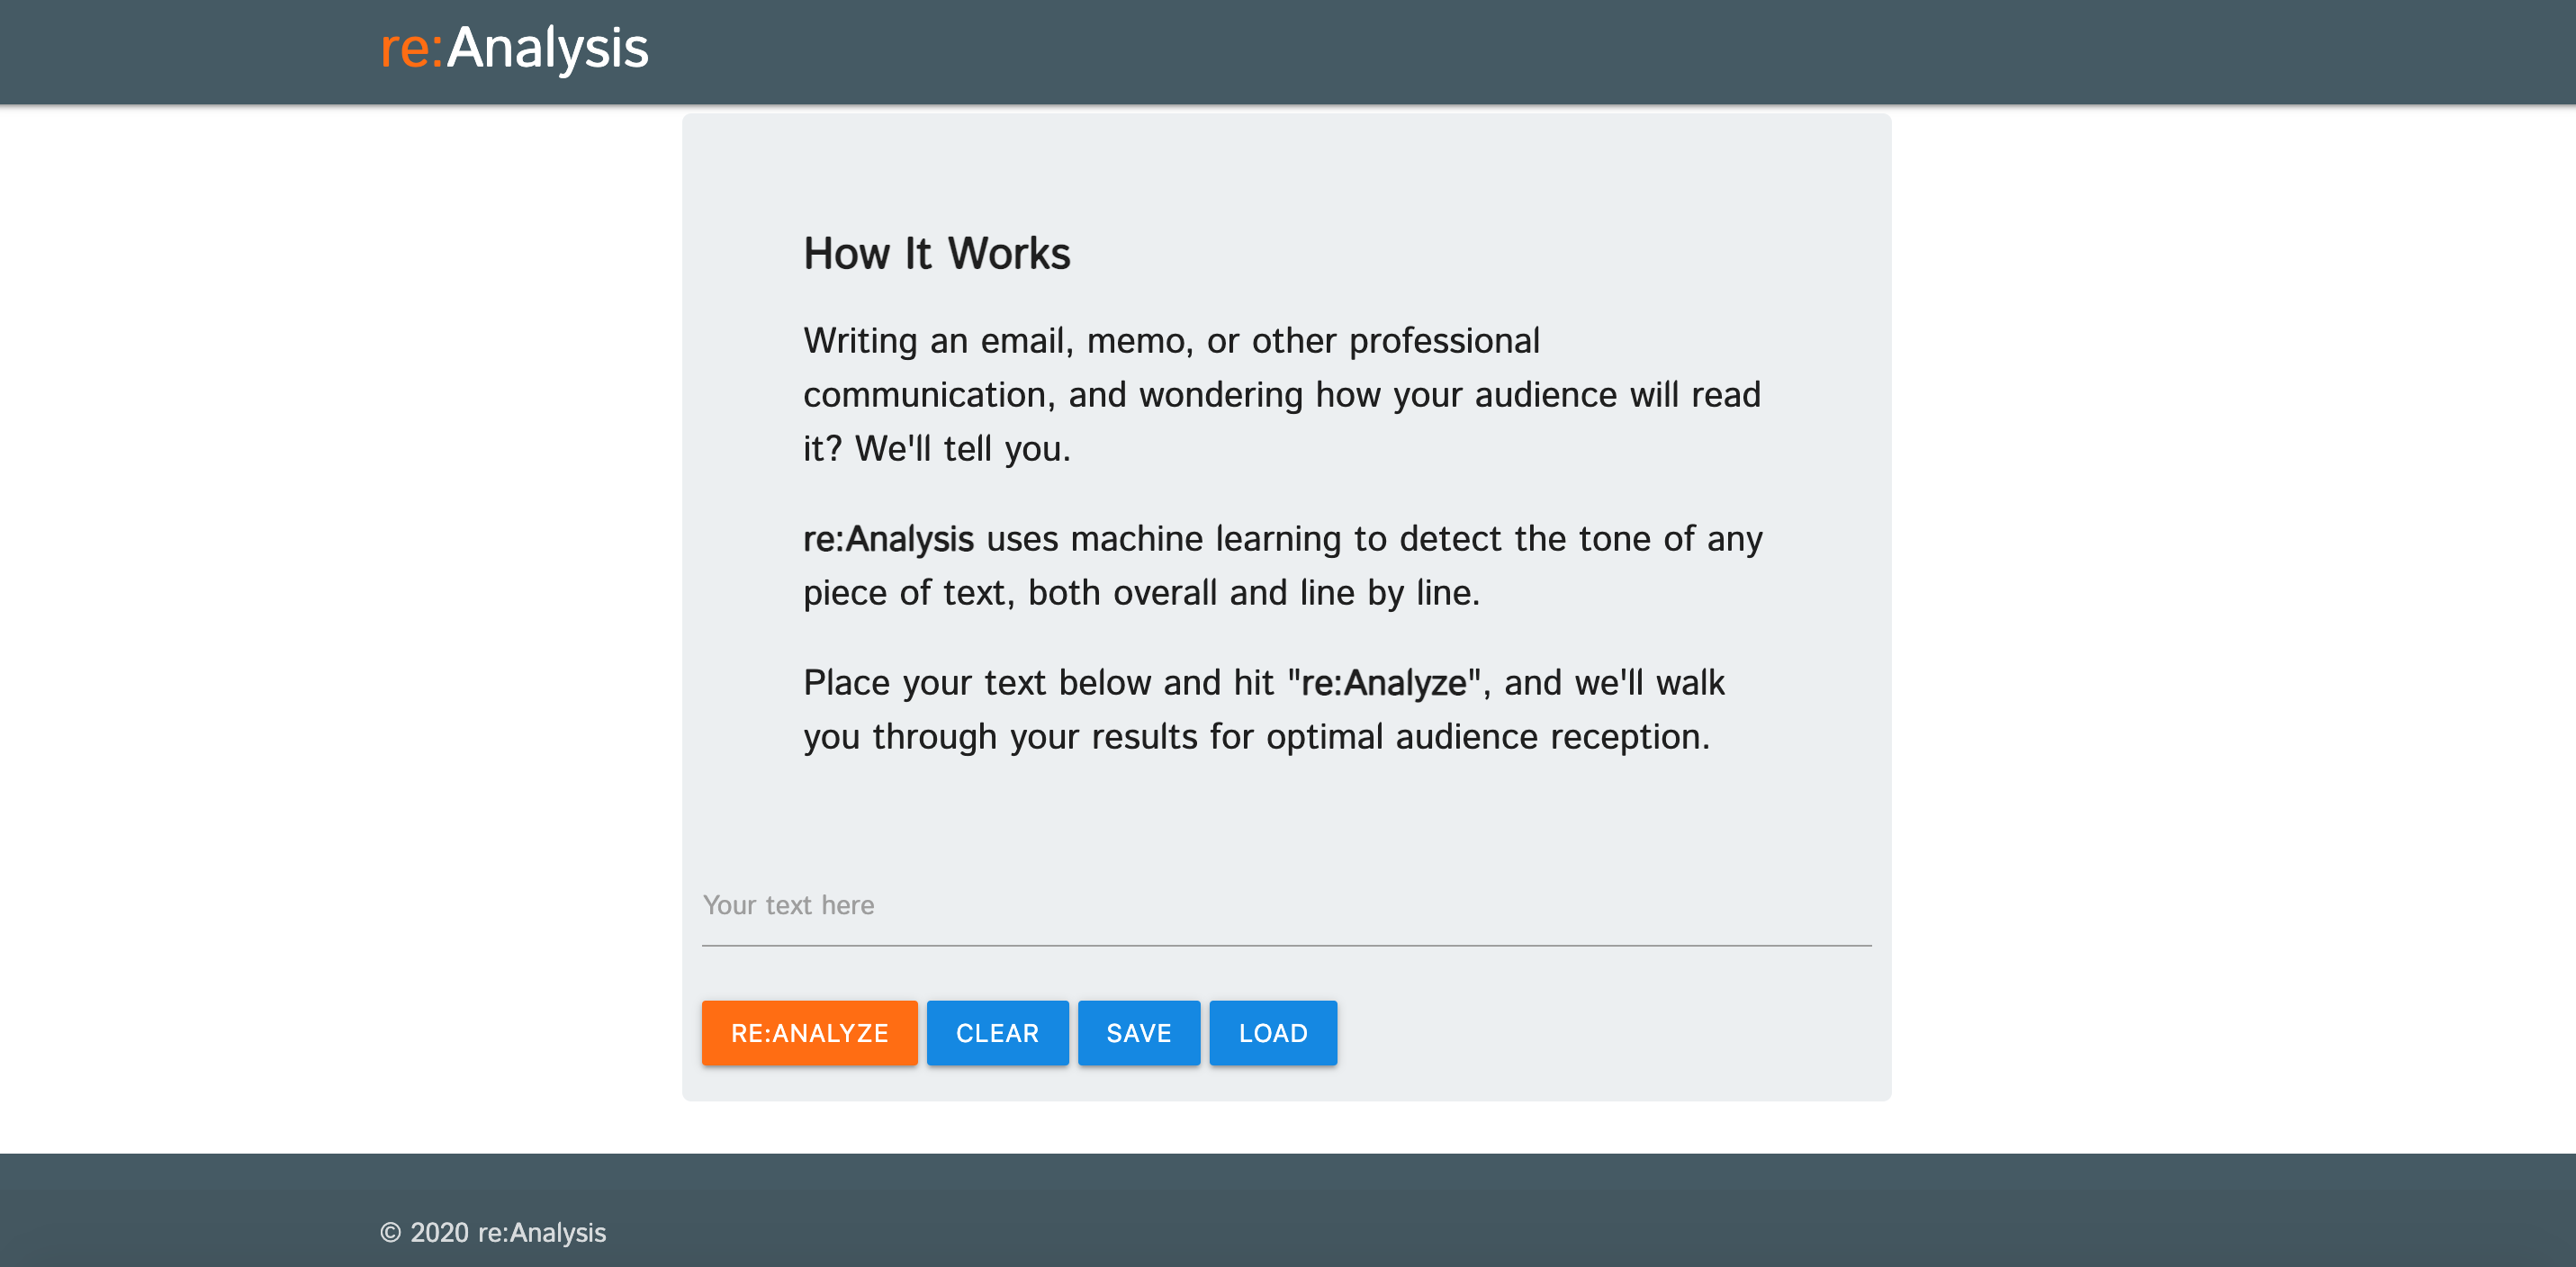 re:Analysis
How It Works
Writing an email, memo, or other professional
communication, and wondering how your audience will read
it? We'll tell you.
re:Analysis uses machine learning to detect the tone of any
piece of text, both overall and line by line.
Place your text below and hit "re:Analyze", and we'll walk
you through your results for optimal audience reception.
Your text here
RE:ANALYZE CLEAR SAVE LOAD
© 2020 re:Analysis